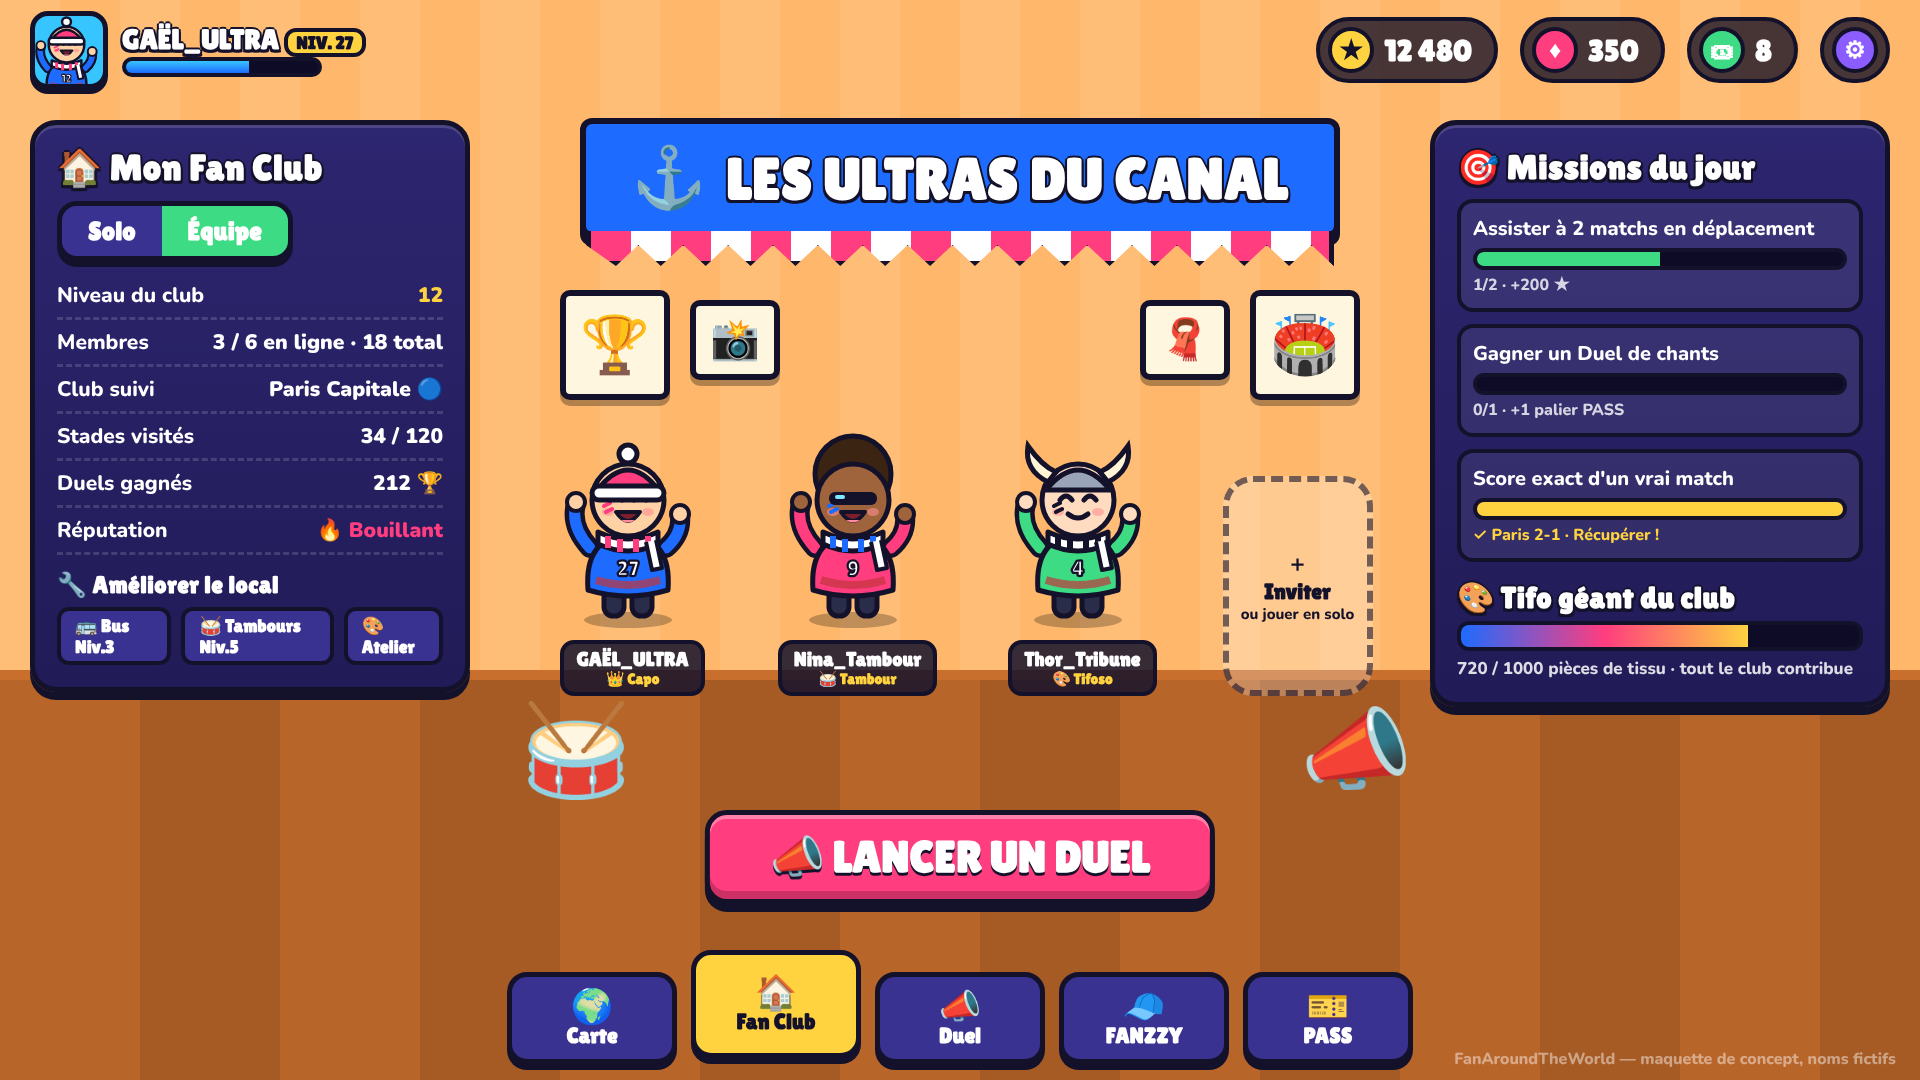 GAËL_ULTRA
NIV. 27
12 480
350
8
Mon Fan Club
Solo
Équipe
Niveau du club
12
Membres
3 / 6 en ligne · 18 total
Club suivi
Paris Capitale
Stades visités
34 / 120
Duels gagnés
212
Réputation
Bouillant
Améliorer le local
Bus
Niv.3
Tambours
Niv.5
Atelier
LES ULTRAS DU CANAL
27
9
4
GAËL_ULTRA
Capo
Nina_Tambour
Tambour
Thor_Tribune
Tifoso
+
Inviter
ou jouer en solo
Missions du jour
Assister à 2 matchs en déplacement
1/2 · +200 ★
Gagner un Duel de chants
0/1 · +1 palier PASS
Score exact d'un vrai match
✓ Paris 2-1 · Récupérer !
Tifo géant du club
720 / 1000 pièces de tissu · tout le club contribue
LANCER UN DUEL
Carte
Fan Club
Duel
FANZZY
PASS
FanAroundTheWorld — maquette de concept, noms fictifs